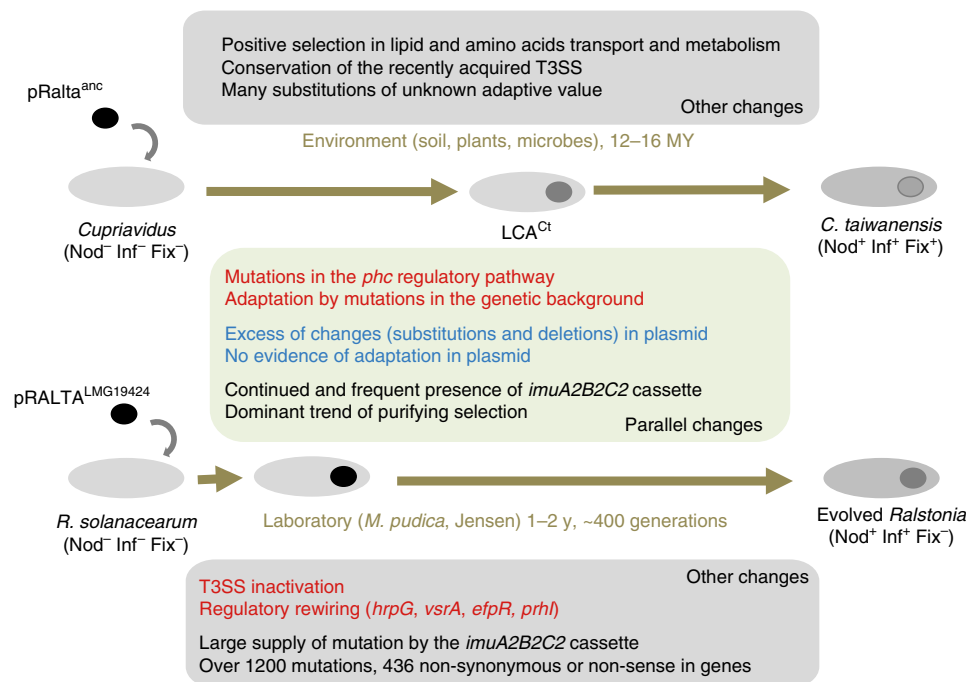 Positive selection in lipid and amino acids transport and metabolism
Conservation of the recently acquired T3SS
Many substitutions of unknown adaptive value
Other changes
pRalta^anc
Environment (soil, plants, microbes), 12–16 MY
Cupriavidus
(Nod⁻ Inf⁻ Fix⁻)
LCA^Ct
C. taiwanensis
(Nod⁺ Inf⁺ Fix⁺)
Mutations in the phc regulatory pathway
Adaptation by mutations in the genetic background
Excess of changes (substitutions and deletions) in plasmid
No evidence of adaptation in plasmid
Continued and frequent presence of imuA2B2C2 cassette
Dominant trend of purifying selection
Parallel changes
pRALTA^LMG19424
R. solanacearum
(Nod⁻ Inf⁻ Fix⁻)
Laboratory (M. pudica, Jensen) 1–2 y, ~400 generations
Evolved Ralstonia
(Nod⁺ Inf⁺ Fix⁻)
Other changes
T3SS inactivation
Regulatory rewiring (hrpG, vsrA, efpR, prhI)
Large supply of mutation by the imuA2B2C2 cassette
Over 1200 mutations, 436 non-synonymous or non-sense in genes